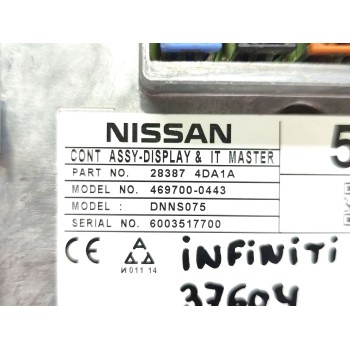 NISSAN
5
CONT ASSY-DISPLAY & IT MASTER
PART NO. 28387 4DA1A
MODEL NO. 469700-0443
MODEL : DNNS075
SERIAL NO. 6003517700
CE
И 011 14
iNFiNiTi
37604